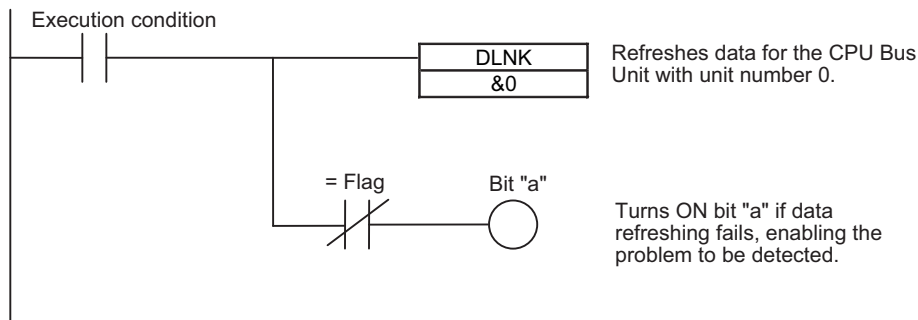 Execution condition
DLNK
&0
Refreshes data for the CPU Bus
Unit with unit number 0.
= Flag
Bit "a"
Turns ON bit "a" if data
refreshing fails, enabling the
problem to be detected.